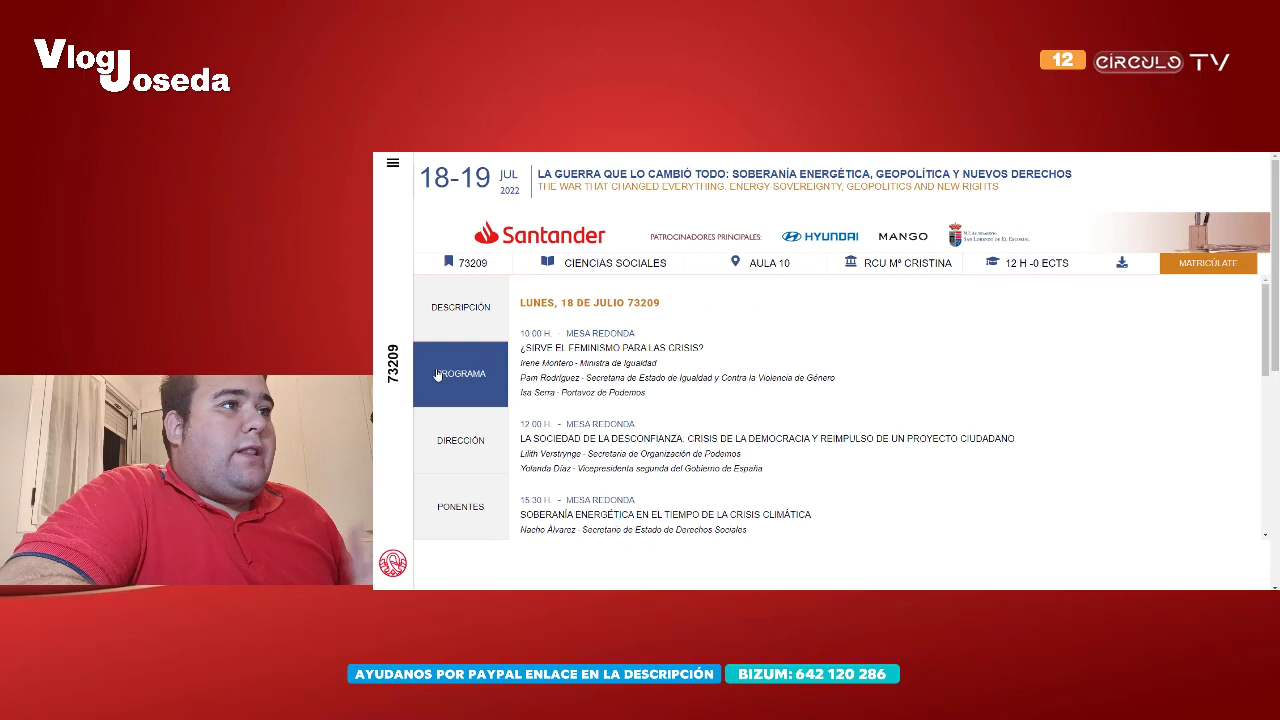 Vlog
Joseda
12 CÍRCULO TV
18-19 JUL
2022
LA GUERRA QUE LO CAMBIÓ TODO: SOBERANÍA ENERGÉTICA, GEOPOLÍTICA Y NUEVOS DERECHOS
THE WAR THAT CHANGED EVERYTHING. ENERGY SOVEREIGNTY, GEOPOLITICS AND NEW RIGHTS
Santander
PATROCINADORES PRINCIPALES:
HYUNDAI
MANGO
SAN LORENZO DE EL ESCORIAL
73209
CIENCIAS SOCIALES
AULA 10
RCU Mª CRISTINA
12 H -0 ECTS
MATRICÚLATE
73209
DESCRIPCIÓN
PROGRAMA
DIRECCIÓN
PONENTES
LUNES, 18 DE JULIO 73209
10:00 H. - MESA REDONDA
¿SIRVE EL FEMINISMO PARA LAS CRISIS?
Irene Montero - Ministra de Igualdad
Pam Rodríguez - Secretaria de Estado de Igualdad y Contra la Violencia de Género
Isa Serra - Portavoz de Podemos
12:00 H. - MESA REDONDA
LA SOCIEDAD DE LA DESCONFIANZA. CRISIS DE LA DEMOCRACIA Y REIMPULSO DE UN PROYECTO CIUDADANO
Lilith Verstrynge - Secretaria de Organización de Podemos
Yolanda Díaz - Vicepresidenta segunda del Gobierno de España
15:30 H. - MESA REDONDA
SOBERANÍA ENERGÉTICA EN EL TIEMPO DE LA CRISIS CLIMÁTICA
Nacho Álvarez - Secretario de Estado de Derechos Sociales
AYUDANOS POR PAYPAL ENLACE EN LA DESCRIPCIÓN
BIZUM: 642 120 286